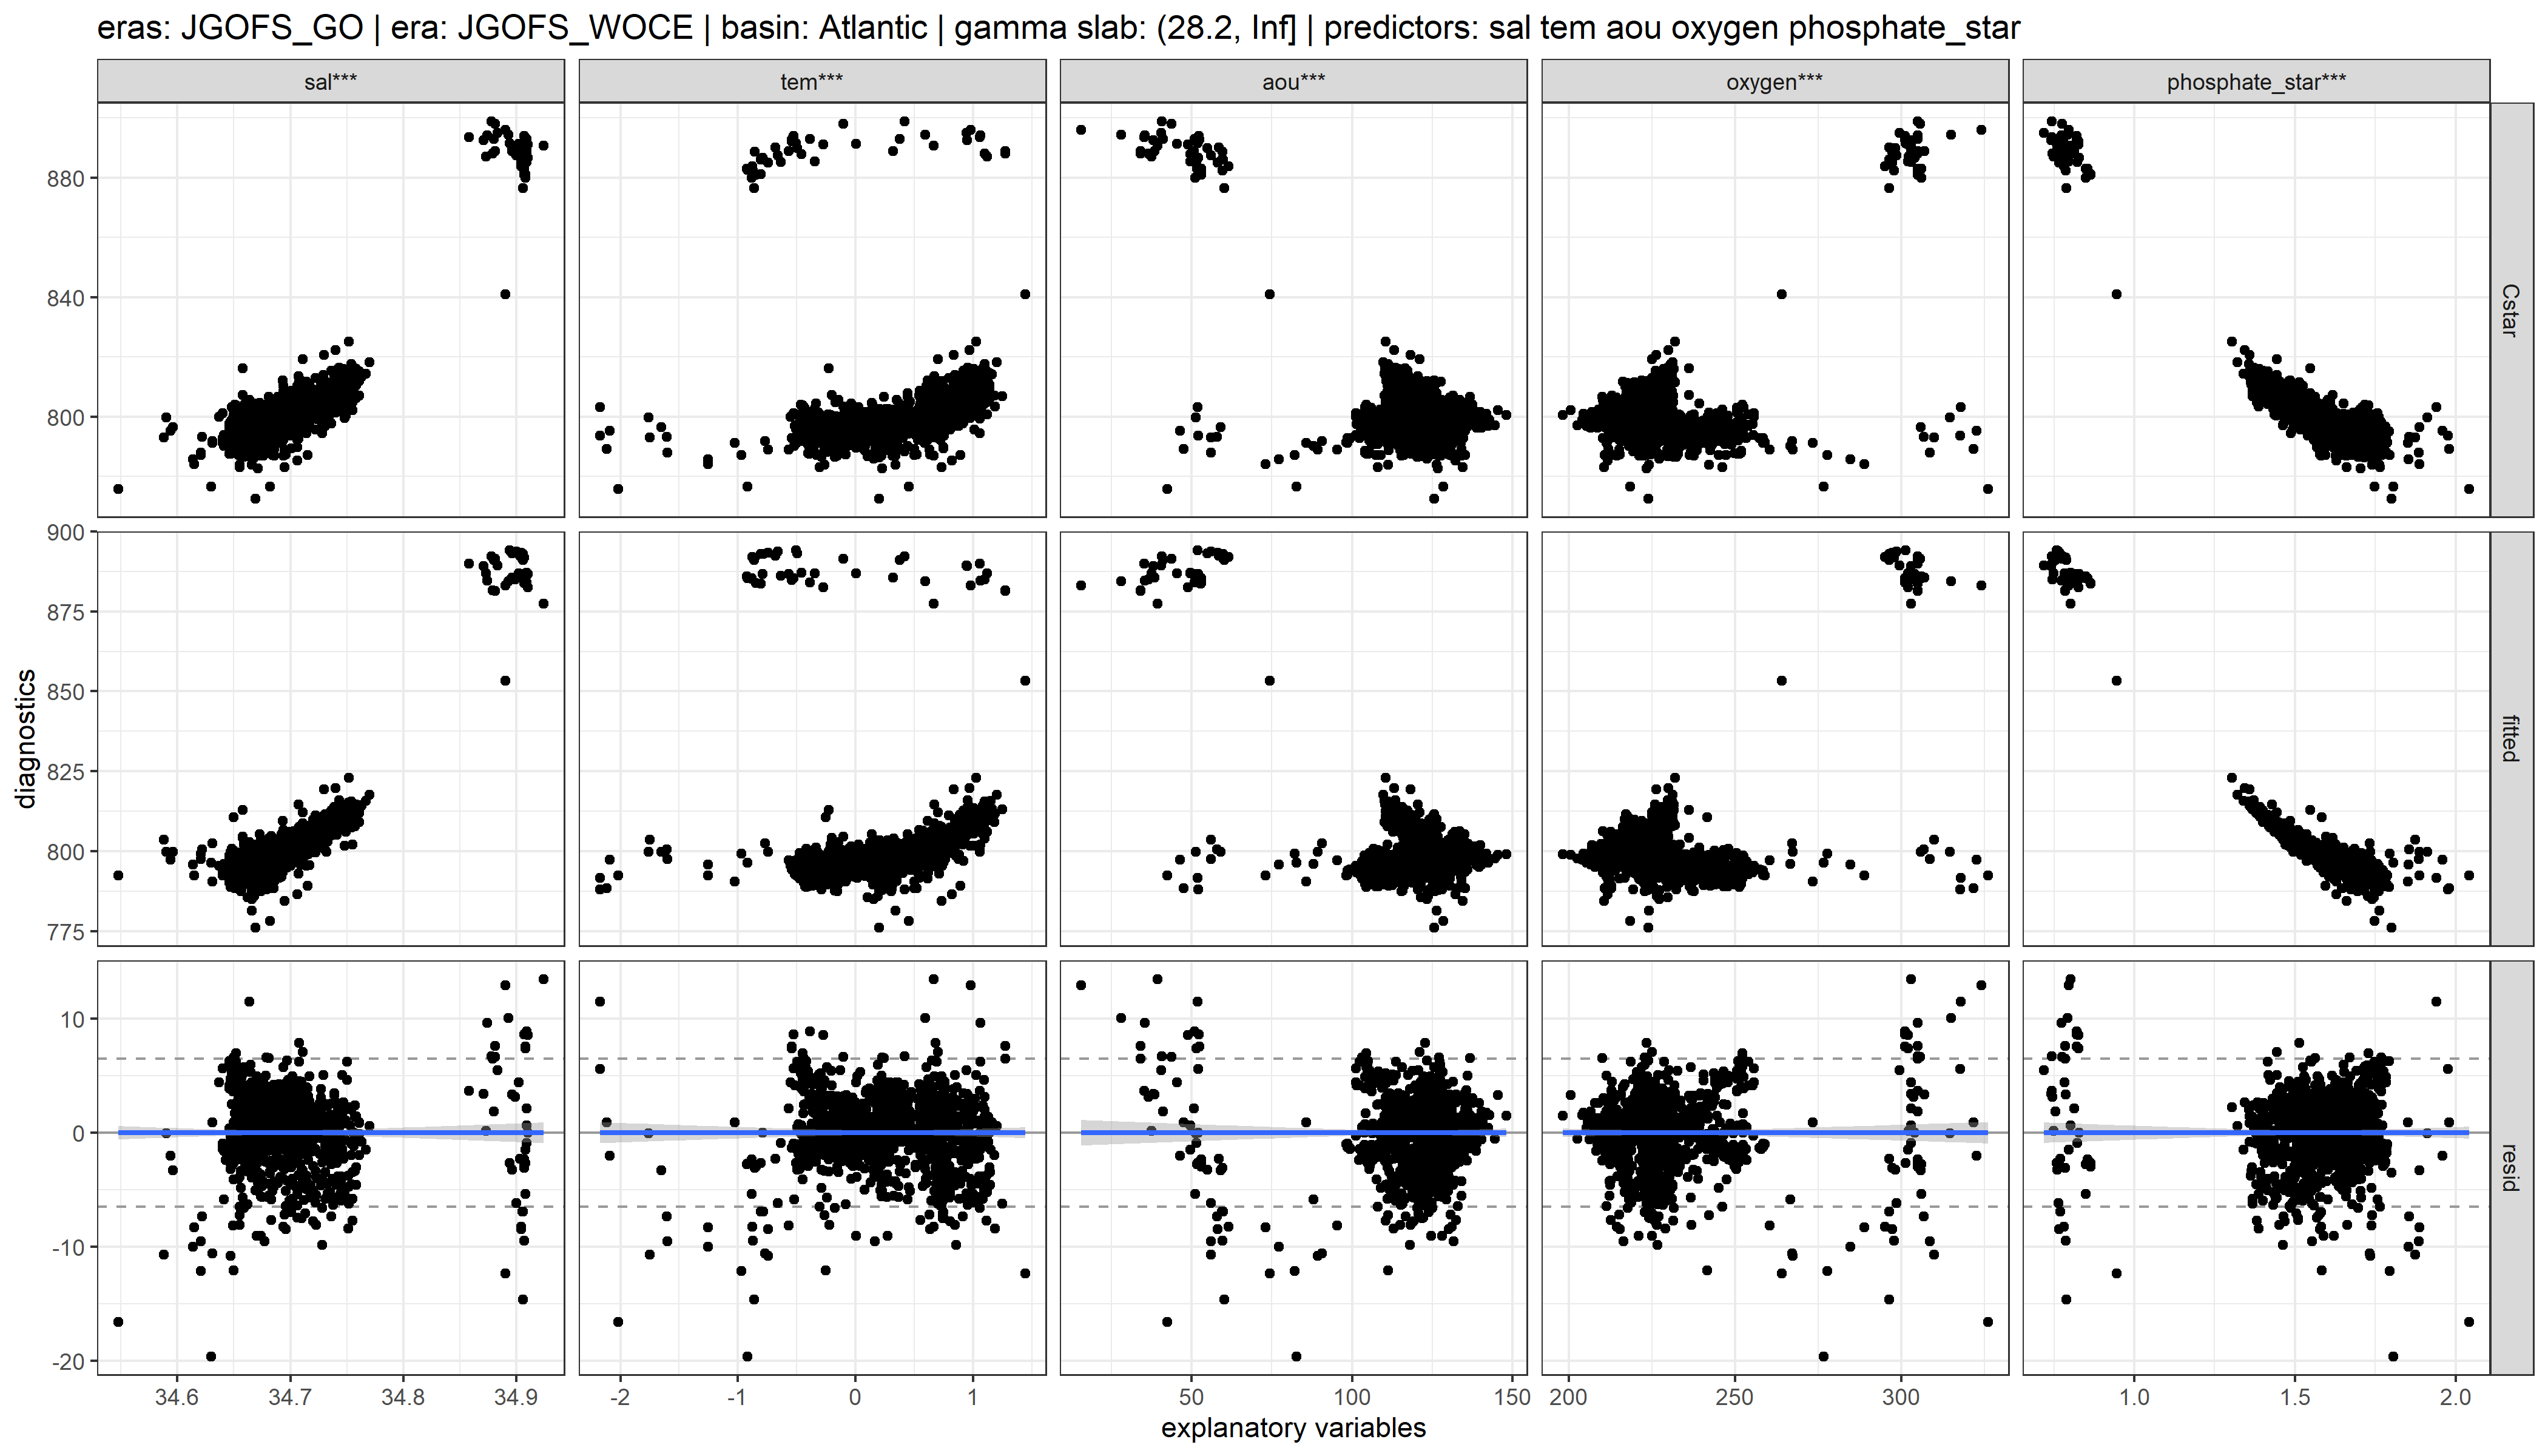 eras: JGOFS_GO | era: JGOFS_WOCE | basin: Atlantic | gamma slab: (28.2, Inf] | predictors: sal tem aou oxygen phosphate_star
sal***
tem***
aou***
oxygen***
phosphate_star***
880
840
800
Cstar
900
875
850
825
800
775
fitted
10
0
-10
-20
resid
diagnostics
34.6 34.7 34.8 34.9
-2 -1 0 1
50 100 150
200 250 300
1.0 1.5 2.0
explanatory variables